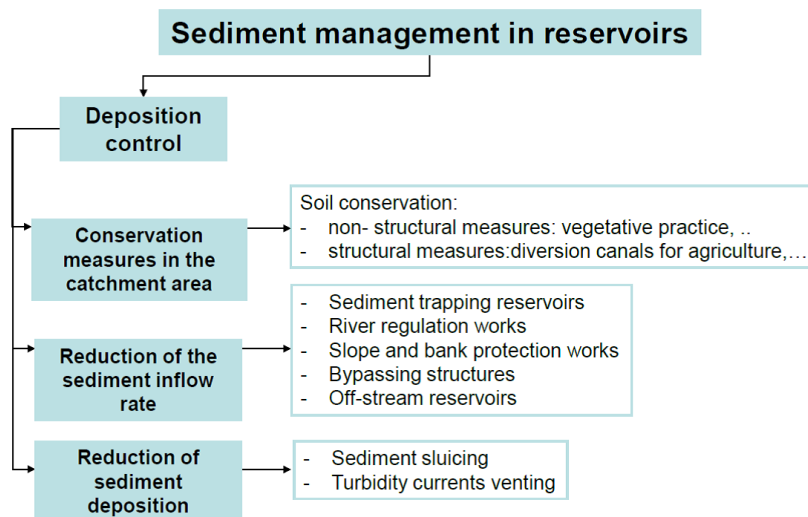 Sediment management in reservoirs
Deposition
control
Conservation
measures in the
catchment area
Soil conservation:
- non- structural measures: vegetative practice, ..
- structural measures:diversion canals for agriculture,...
Reduction of the
sediment inflow
rate
- Sediment trapping reservoirs
- River regulation works
- Slope and bank protection works
- Bypassing structures
- Off-stream reservoirs
Reduction of
sediment
deposition
- Sediment sluicing
- Turbidity currents venting